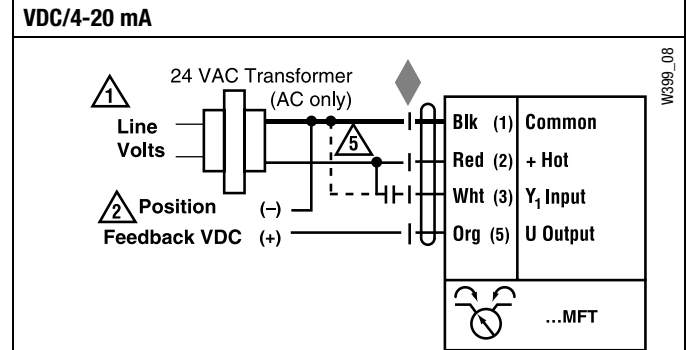 VDC/4-20 mA
W399_08
24 VAC Transformer
(AC only)
1
Line
Volts
5
2 Position (–)
Feedback VDC (+)
Blk (1) Common
Red (2) + Hot
Wht (3) Y1 Input
Org (5) U Output
...MFT